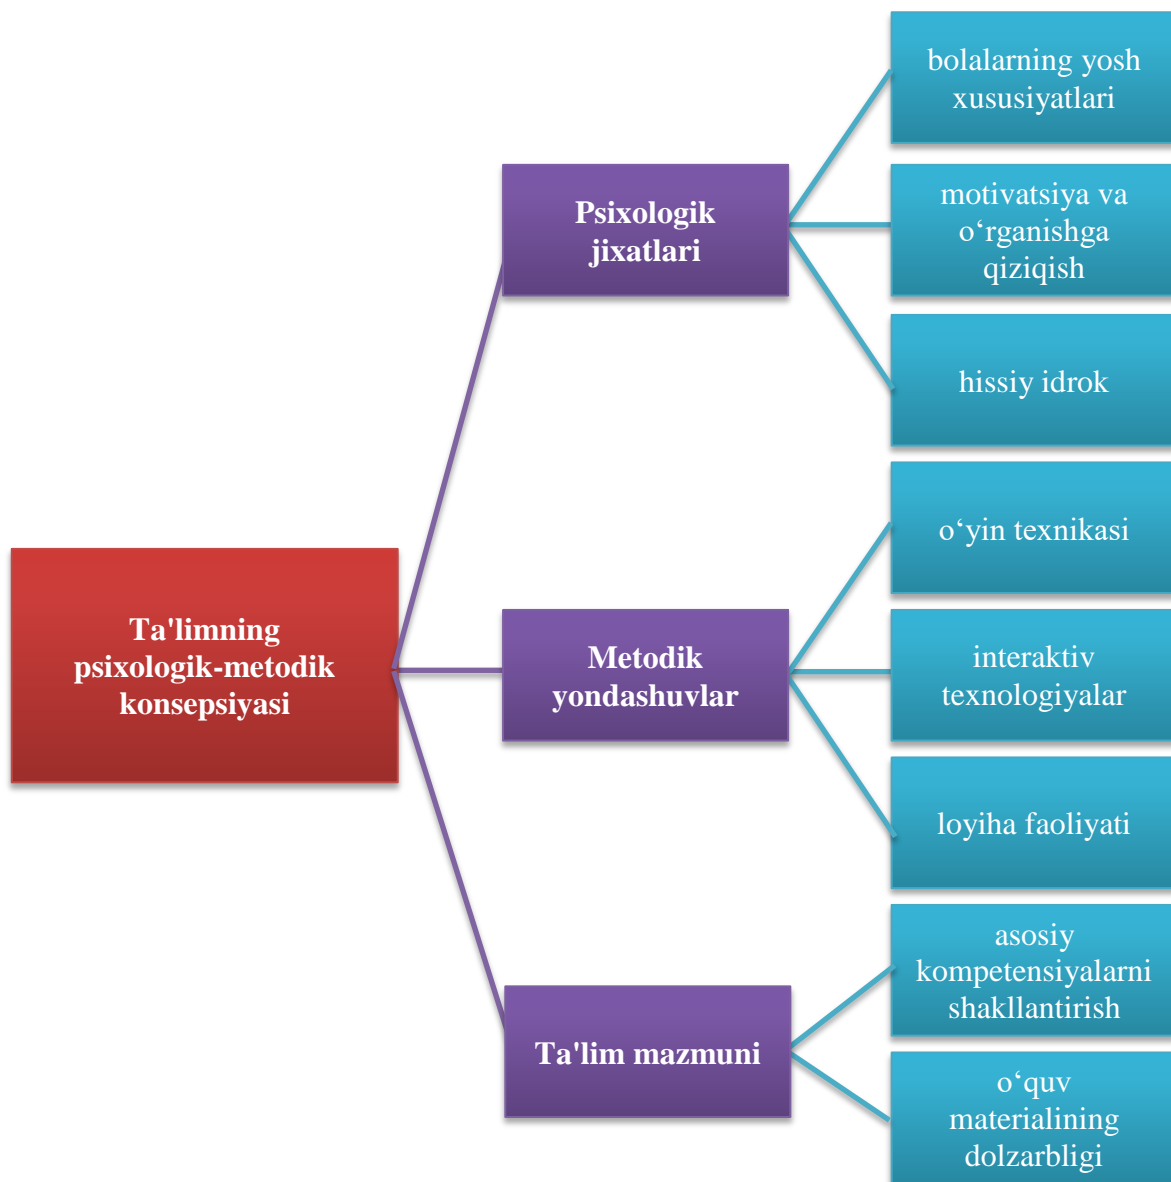 bolalarning yosh
xususiyatlari
Psixologik
jixatlari
motivatsiya va
o‘rganishga
qiziqish
hissiy idrok
o‘yin texnikasi
Ta'limning
psixologik-metodik
konsepsiyasi
Metodik
yondashuvlar
interaktiv
texnologiyalar
loyiha faoliyati
asosiy
kompetensiyalarni
shakllantirish
Ta'lim mazmuni
o‘quv
materialining
dolzarbligi